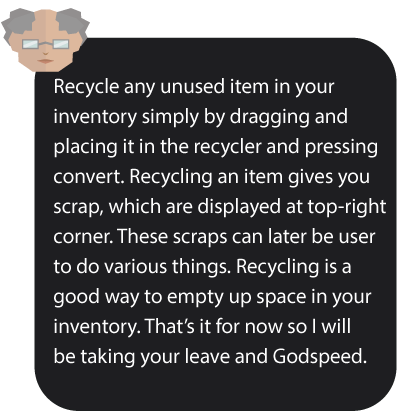 Recycle any unused item in your
inventory simply by dragging and
placing it in the recycler and pressing
convert. Recycling an item gives you
scrap, which are displayed at top-right
corner. These scraps can later be user
to do various things. Recycling is a
good way to empty up space in your
inventory. That’s it for now so I will
be taking your leave and Godspeed.